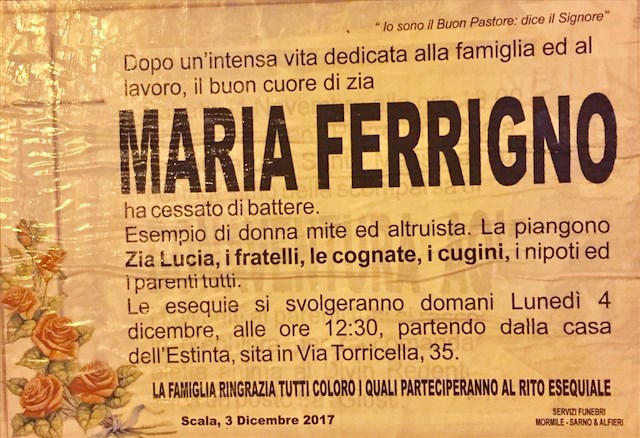 “ Io sono il Buon Pastore: dice il Signore”
Dopo un'intensa vita dedicata alla famiglia ed al
lavoro, il buon cuore di zia
MARIA FERRIGNO
ha cessato di battere.
Esempio di donna mite ed altruista. La piangono
Zia Lucia, i fratelli, le cognate, i cugini, i nipoti ed
i parenti tutti.
Le esequie si svolgeranno domani Lunedì 4
dicembre, alle ore 12:30, partendo dalla casa
dell'Estinta, sita in Via Torricella, 35.
LA FAMIGLIA RINGRAZIA TUTTI COLORO I QUALI PARTECIPERANNO AL RITO ESEQUIALE
Scala, 3 Dicembre 2017
SERVIZI FUNEBRI
MORMILE - SARNO & ALFIERI